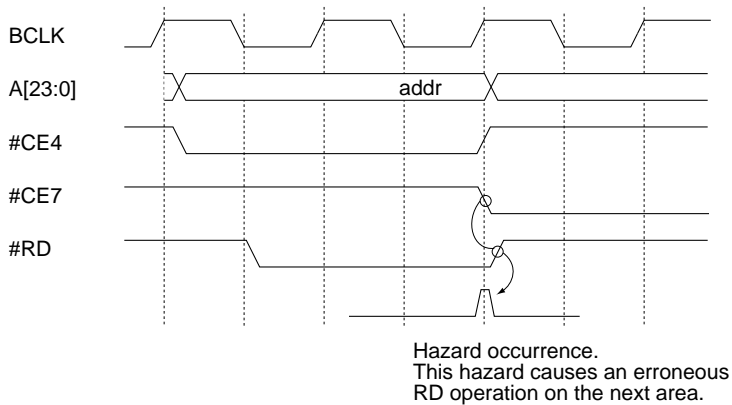 BCLK
A[23:0]
addr
#CE4
#CE7
#RD
Hazard occurrence.
This hazard causes an erroneous
RD operation on the next area.